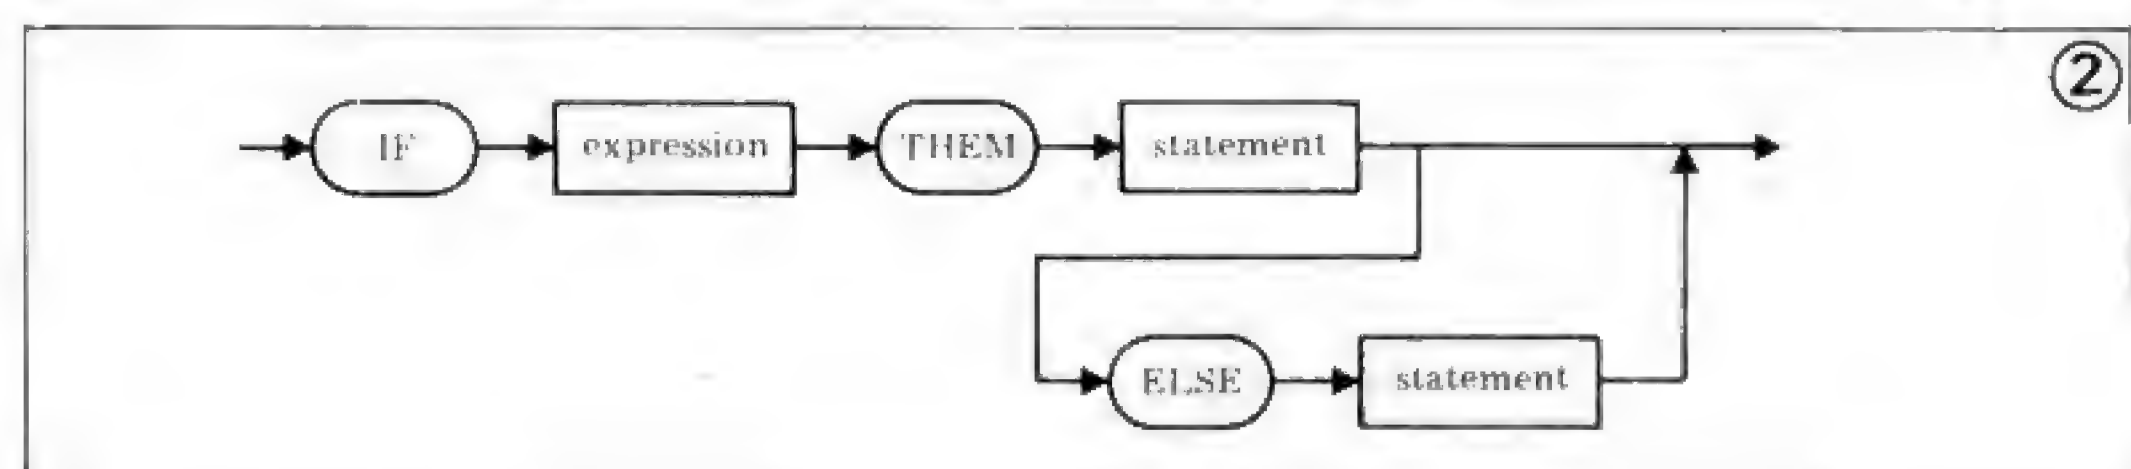 ②
IF expression THEM statement
ELSE statement